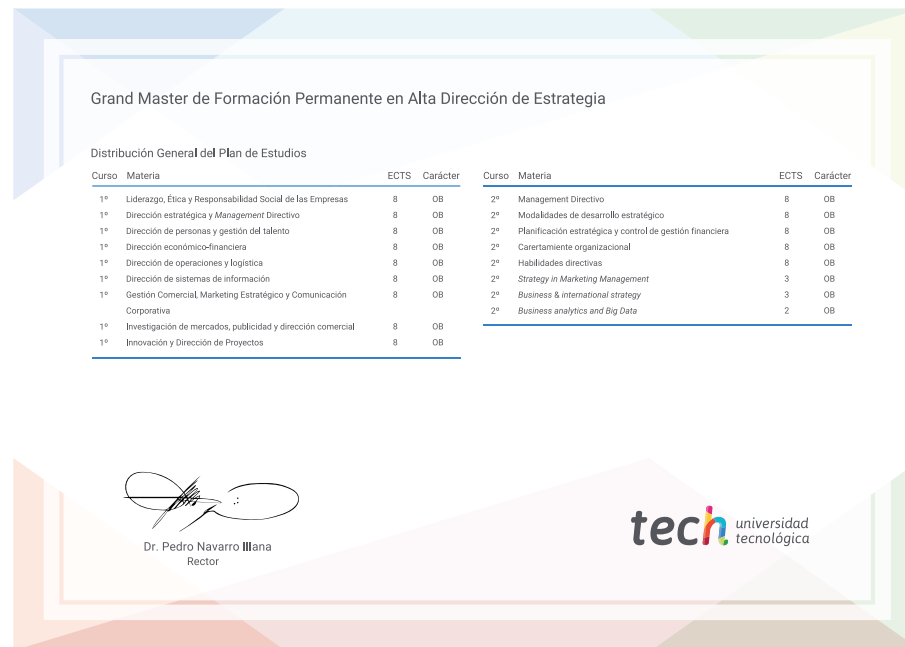 Grand Master de Formación Permanente en Alta Dirección de Estrategia
Distribución General del Plan de Estudios
Curso Materia ECTS Carácter
1º Liderazgo, Ética y Responsabilidad Social de las Empresas 8 OB
1º Dirección estratégica y Management Directivo 8 OB
1º Dirección de personas y gestión del talento 8 OB
1º Dirección económico-financiera 8 OB
1º Dirección de operaciones y logística 8 OB
1º Dirección de sistemas de información 8 OB
1º Gestión Comercial, Marketing Estratégico y Comunicación 8 OB
Corporativa
1º Investigación de mercados, publicidad y dirección comercial 8 OB
1º Innovación y Dirección de Proyectos 8 OB
Curso Materia ECTS Carácter
2º Management Directivo 8 OB
2º Modalidades de desarrollo estratégico 8 OB
2º Planificación estratégica y control de gestión financiera 8 OB
2º Carertamiento organizacional 8 OB
2º Habilidades directivas 8 OB
2º Strategy in Marketing Management 3 OB
2º Business & international strategy 3 OB
2º Business analytics and Big Data 2 OB
Dr. Pedro Navarro Illana
Rector
tech universidad
tecnológica